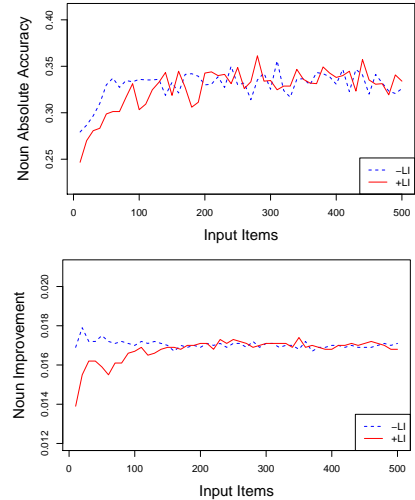 Noun Absolute Accuracy
0.40
0.35
0.30
0.25
0 100 200 300 400 500
Input Items
−LI
+LI
Noun Improvement
0.020
0.018
0.016
0.014
0.012
0 100 200 300 400 500
Input Items
−LI
+LI